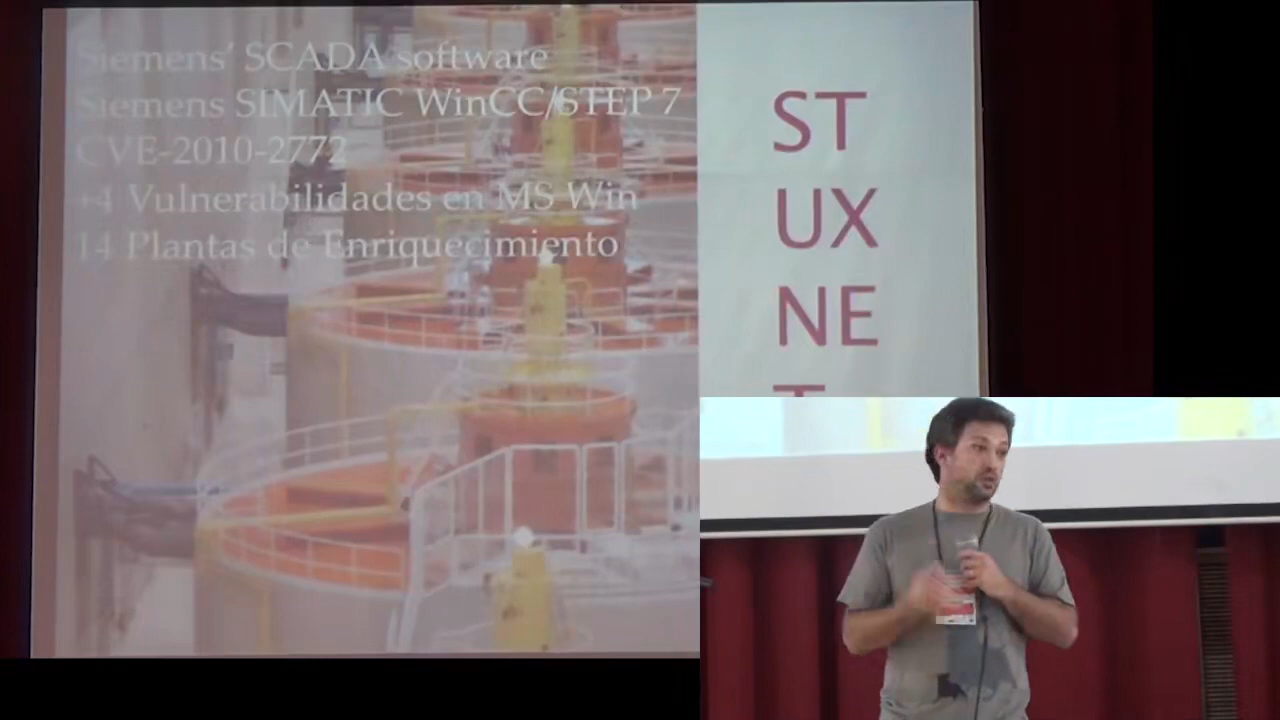 Siemens' SCADA software
Siemens SIMATIC WinCC/STEP 7
CVE-2010-2772
+4 Vulnerabilidades en MS Win
14 Plantas de Enriquecimiento
ST
UX
NE
T